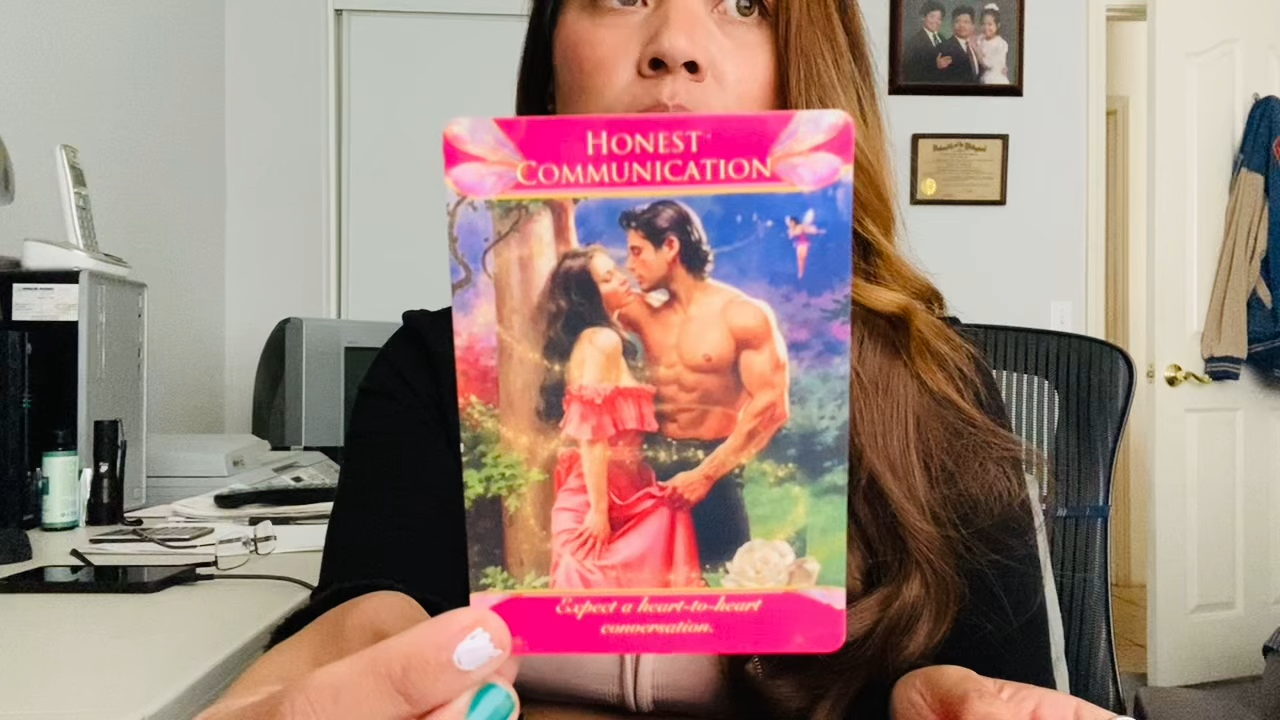 HONEST
COMMUNICATION
Expect a heart-to-heart
conversation.